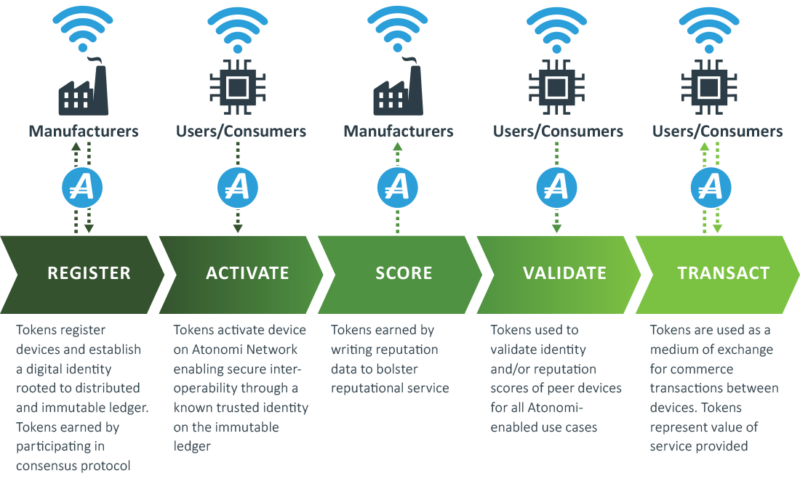 Manufacturers
Users/Consumers
Manufacturers
Users/Consumers
Users/Consumers
A
A
A
A
A
REGISTER
ACTIVATE
SCORE
VALIDATE
TRANSACT
Tokens register
devices and establish
a digital identity
rooted to distributed
and immutable ledger.
Tokens earned by
participating in
consensus protocol
Tokens activate device
on Atonomi Network
enabling secure inter-
operability through a
known trusted identity
on the immutable
ledger
Tokens earned by
writing reputation
data to bolster
reputational service
Tokens used to
validate identity
and/or reputation
scores of peer devices
for all Atonomi-
enabled use cases
Tokens are used as a
medium of exchange
for commerce
transactions between
devices. Tokens
represent value of
service provided